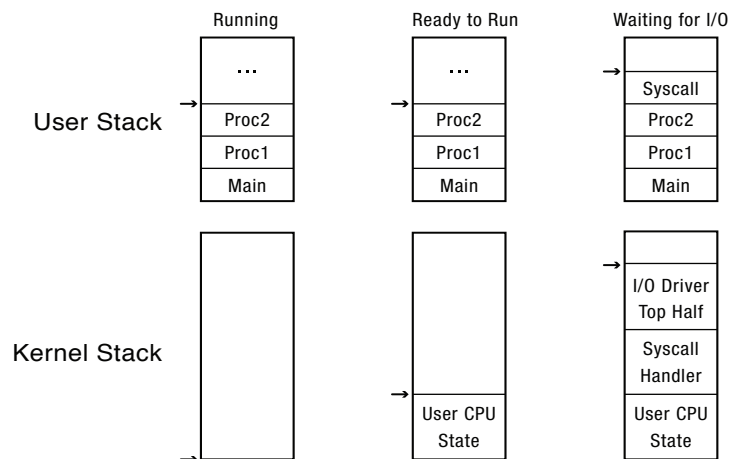 Running Ready to Run Waiting for I/O
... ...
Syscall
User Stack Proc2 Proc2 Proc2
Proc1 Proc1 Proc1
Main Main Main
I/O Driver
Top Half
Kernel Stack Syscall
Handler
User CPU User CPU
State State